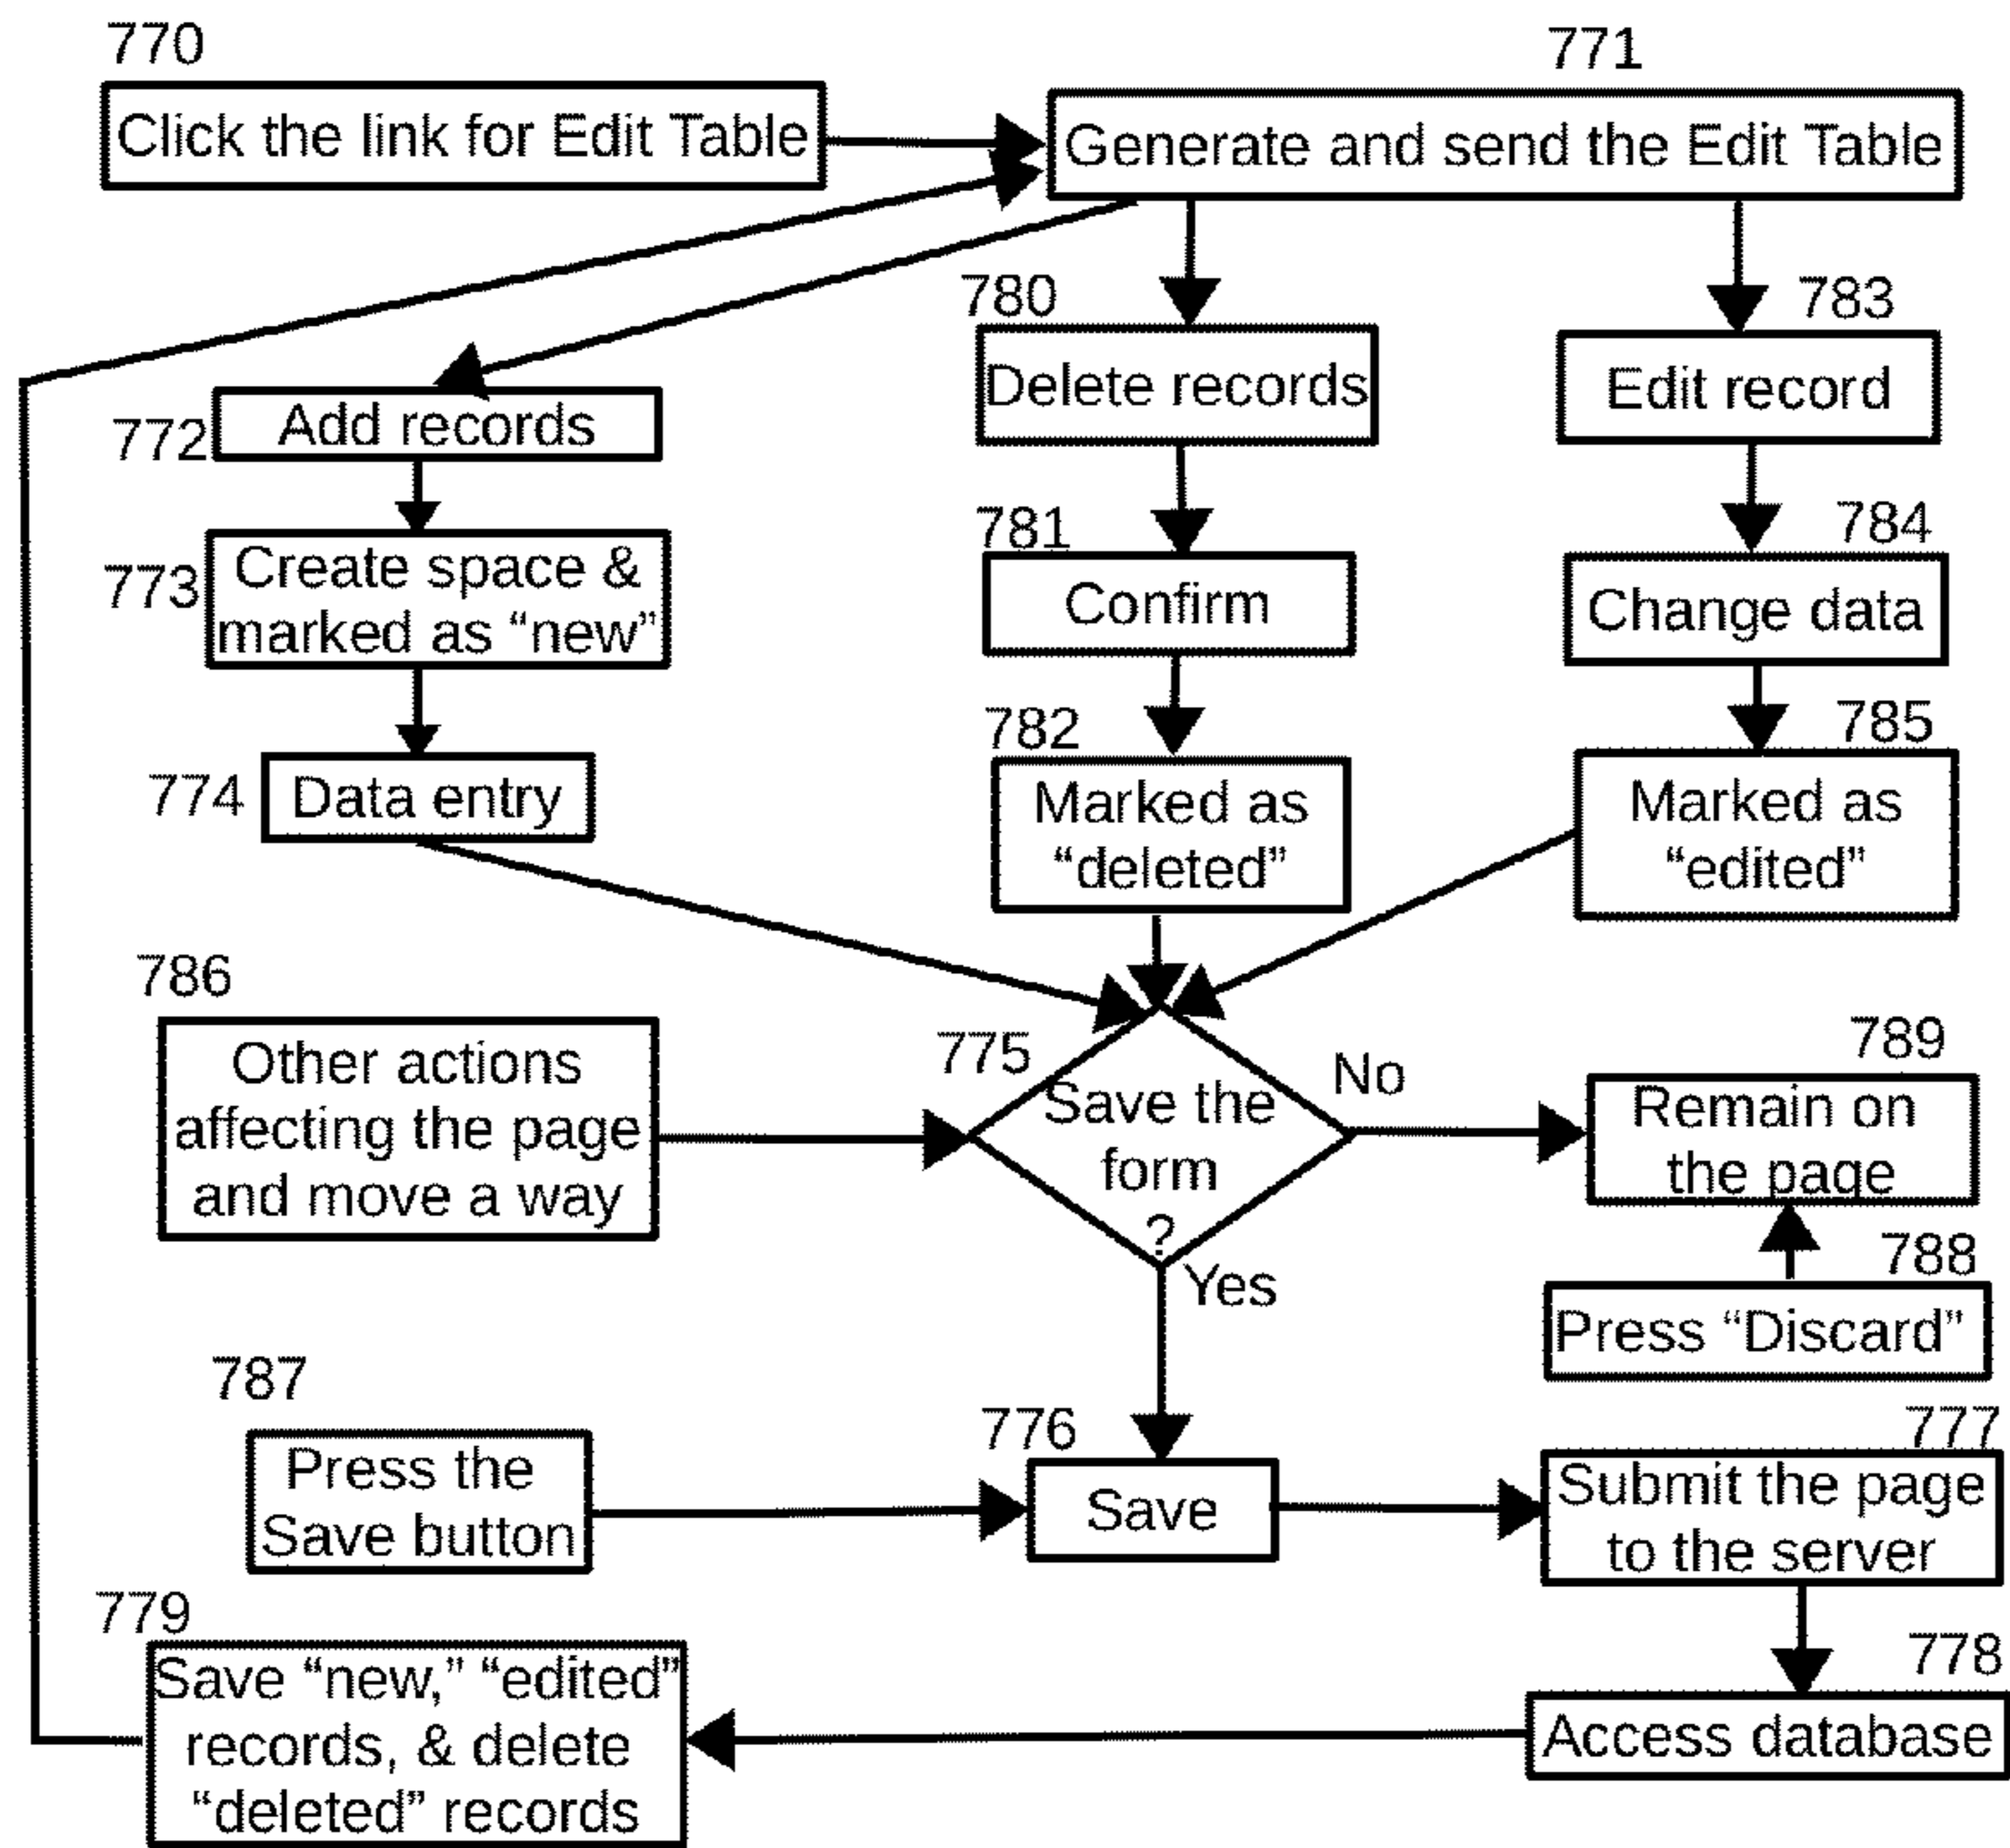 770
Click the link for Edit Table
771
Generate and send the Edit Table
772
Add records
773
Create space &
marked as “new”
774
Data entry
780
Delete records
781
Confirm
782
Marked as
“deleted”
783
Edit record
784
Change data
785
Marked as
“edited”
786
Other actions
affecting the page
and move a way
775
Save the
form
?
No
Yes
789
Remain on
the page
788
Press “Discard”
787
Press the
Save button
776
Save
777
Submit the page
to the server
778
Access database
779
Save “new,” “edited”
records, & delete
“deleted” records